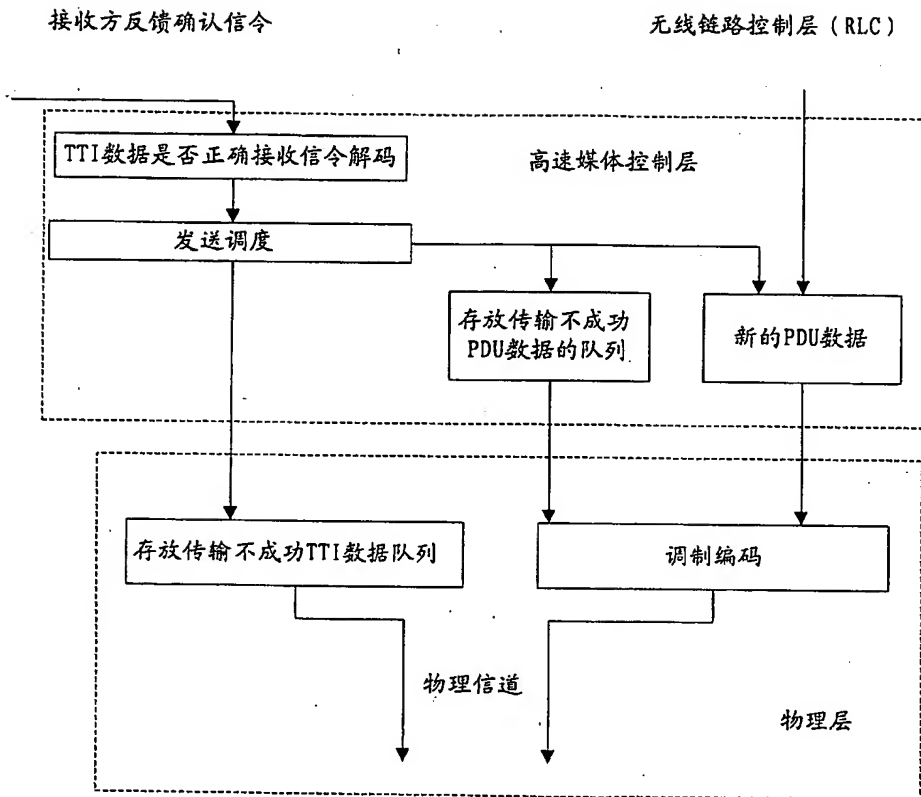 接收方反馈确认信令
无线链路控制层（RLC）
TTI数据是否正确接收信令解码
高速媒体控制层
发送调度
存放传输不成功
PDU数据的队列
新的PDU数据
存放传输不成功TTI数据队列
调制编码
物理信道
物理层